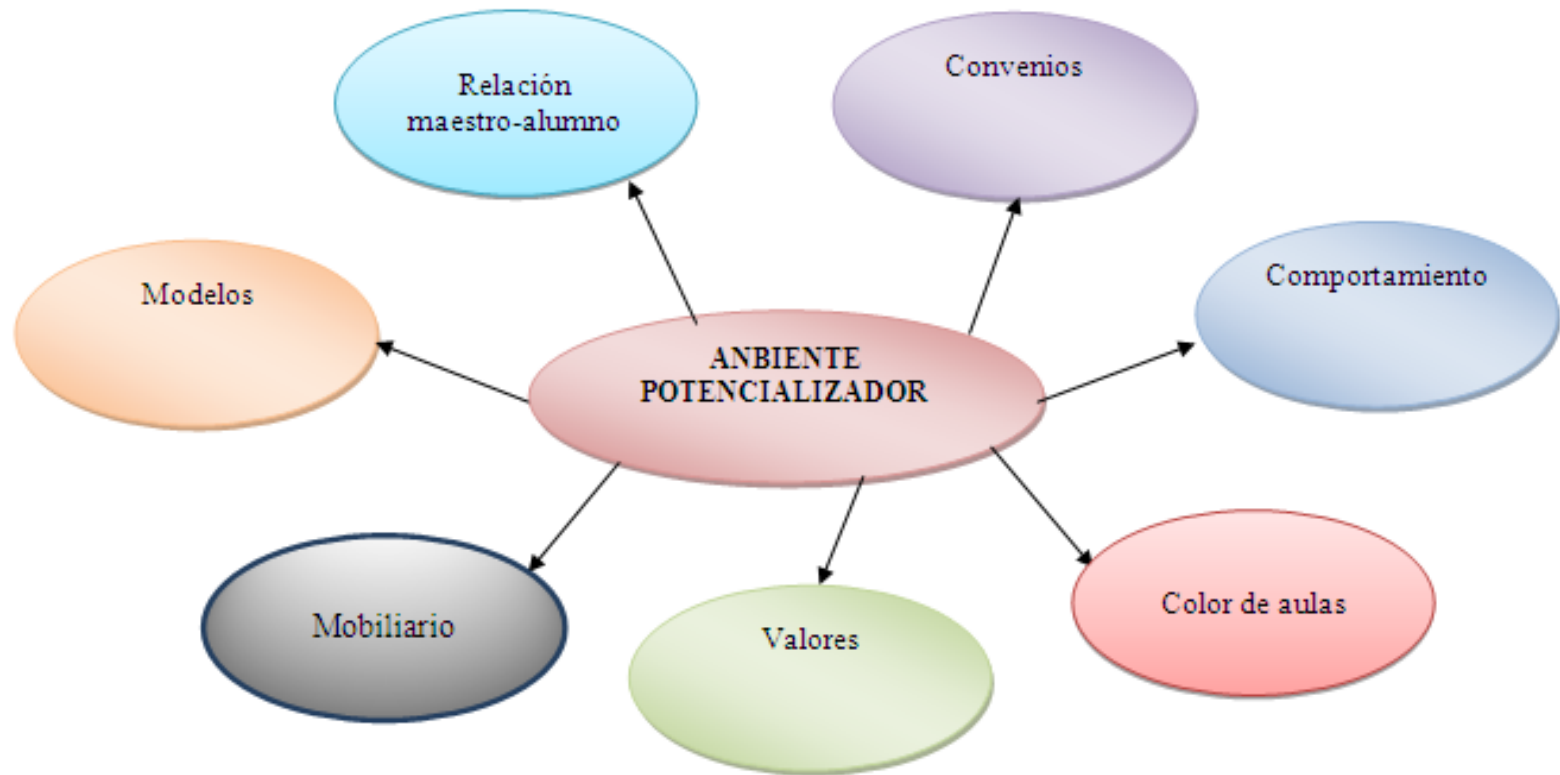 Relación
maestro-alumno
Convenios
Modelos
Comportamiento
ANBIENTE
POTENCIALIZADOR
Mobiliario
Valores
Color de aulas